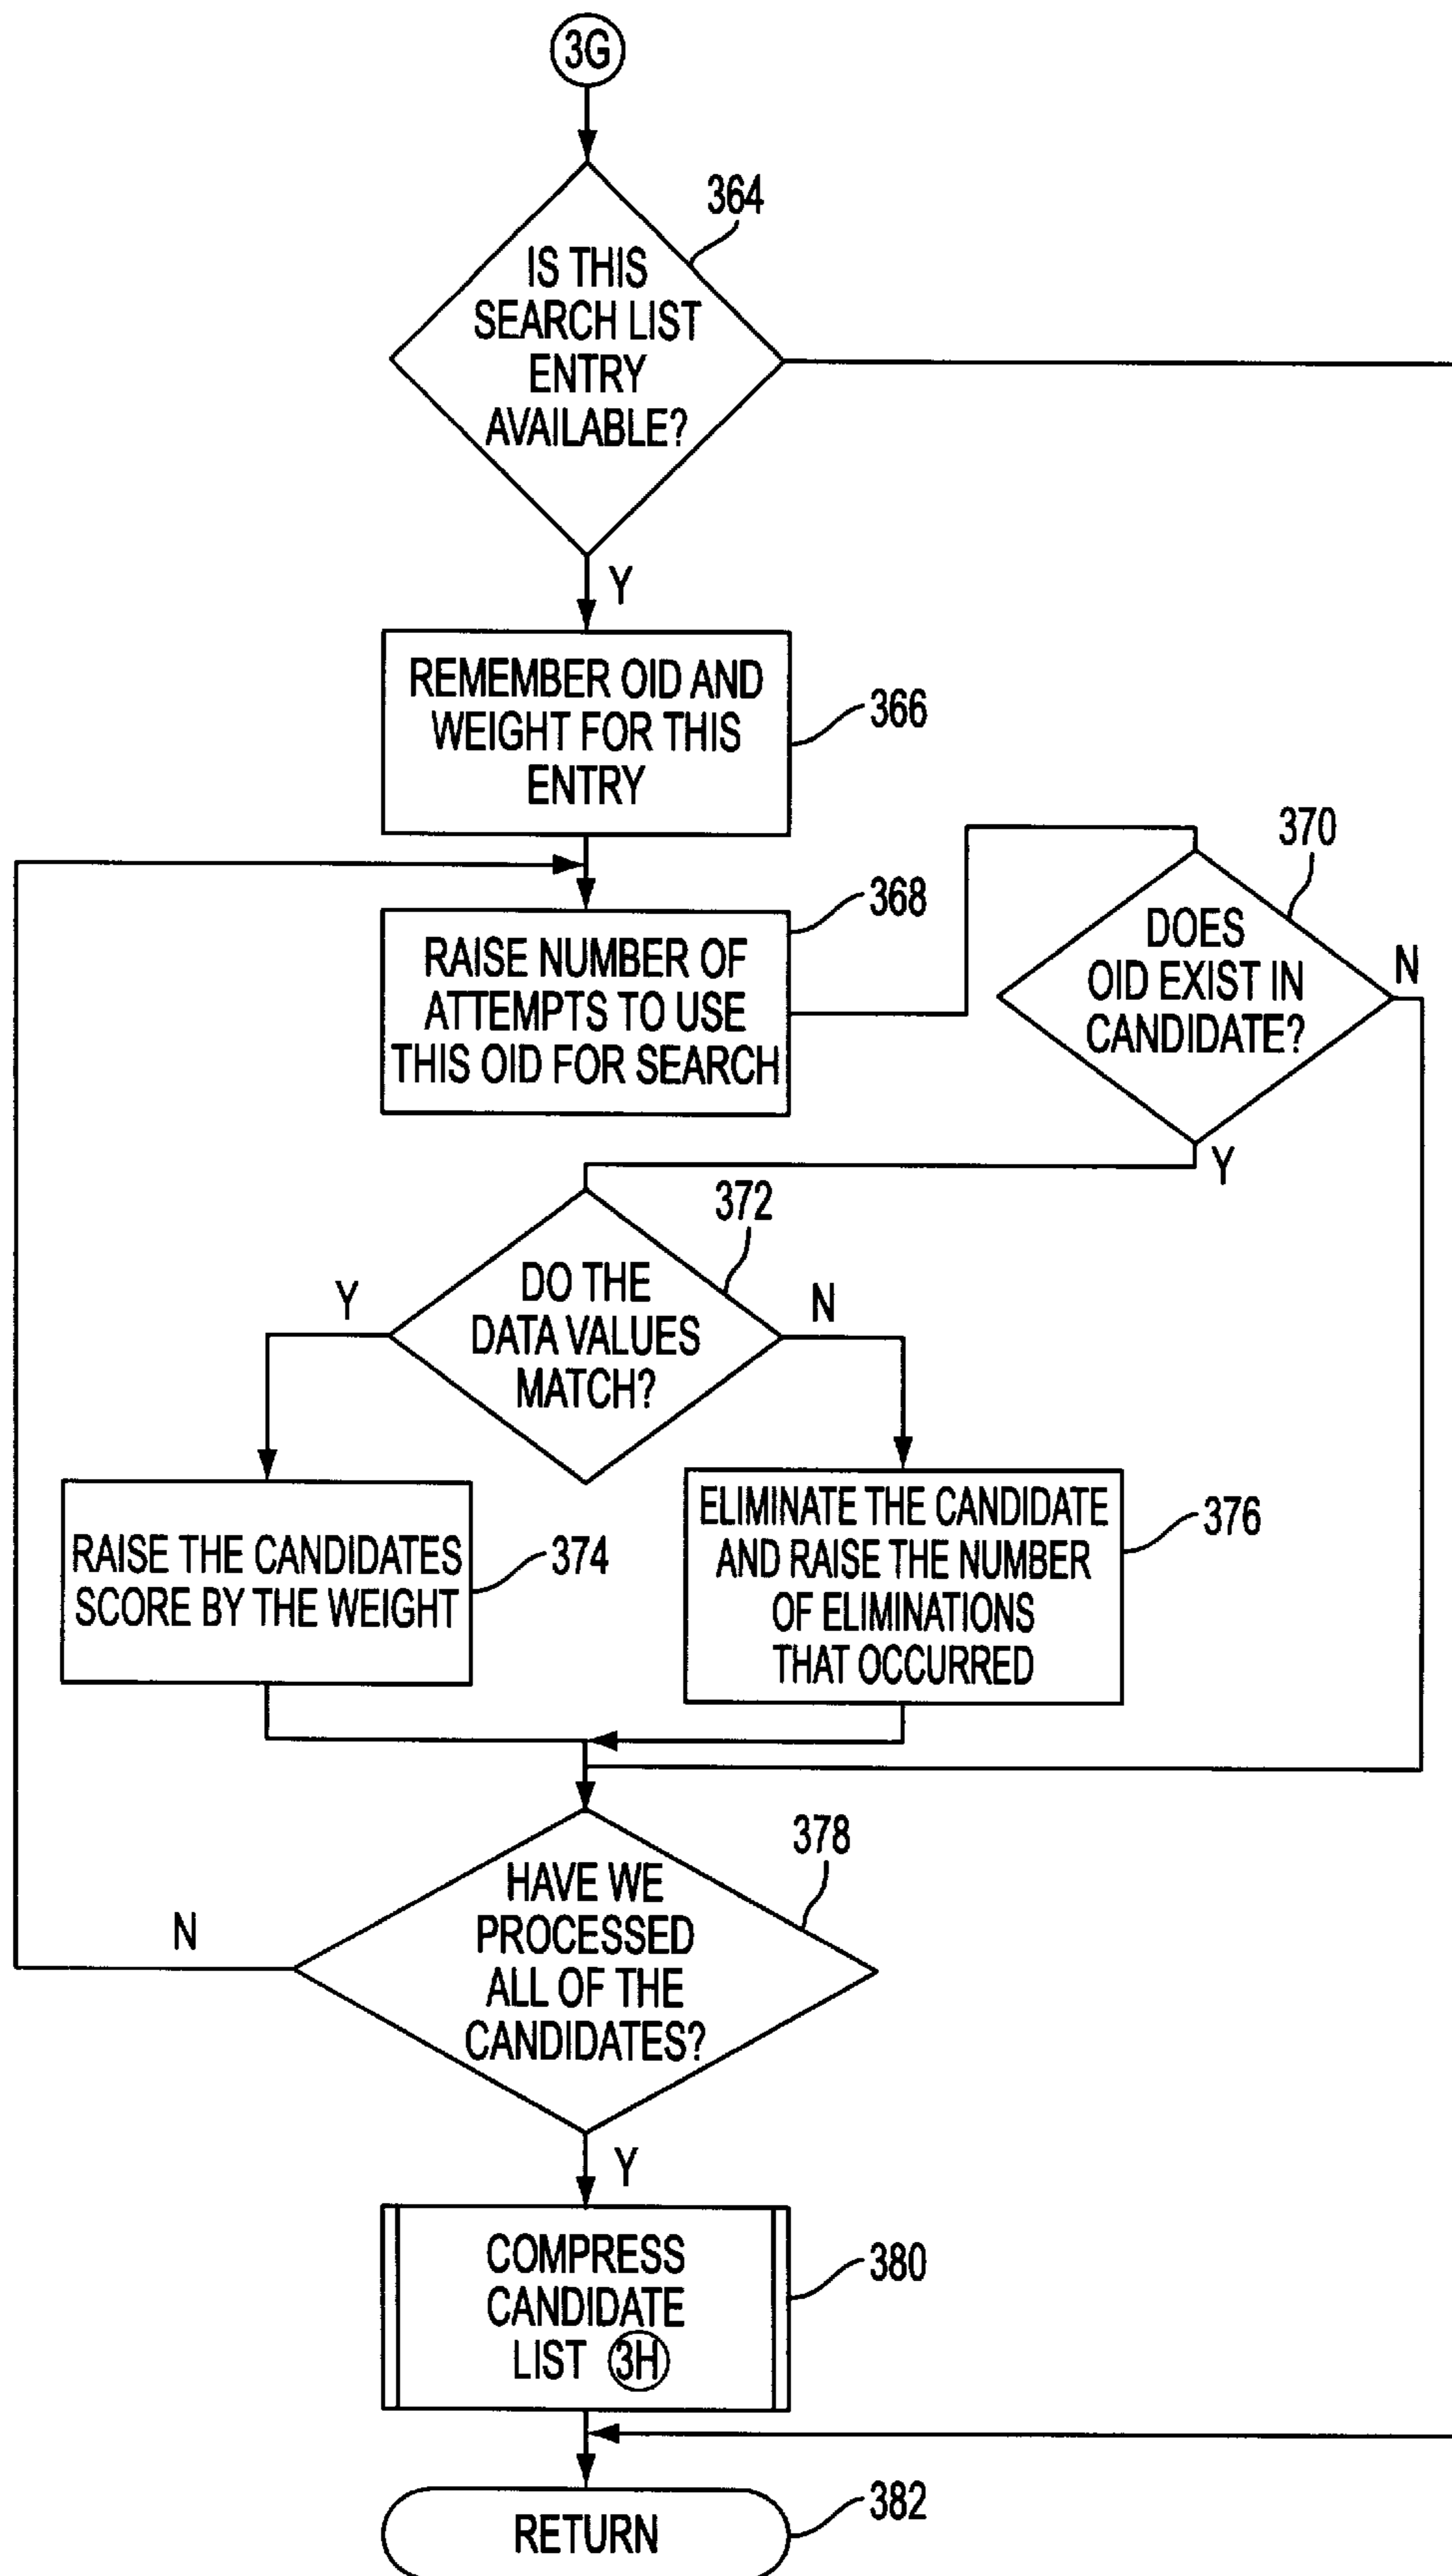 3G
364
IS THIS
SEARCH LIST
ENTRY
AVAILABLE?
Y
REMEMBER OID AND
WEIGHT FOR THIS
ENTRY
366
368
RAISE NUMBER OF
ATTEMPTS TO USE
THIS OID FOR SEARCH
370
DOES
OID EXIST IN
CANDIDATE?
N
Y
372
DO THE
DATA VALUES
MATCH?
Y
N
RAISE THE CANDIDATES
SCORE BY THE WEIGHT
374
ELIMINATE THE CANDIDATE
AND RAISE THE NUMBER
OF ELIMINATIONS
THAT OCCURRED
376
378
HAVE WE
PROCESSED
ALL OF THE
CANDIDATES?
N
Y
COMPRESS
CANDIDATE
LIST 3H
380
RETURN
382